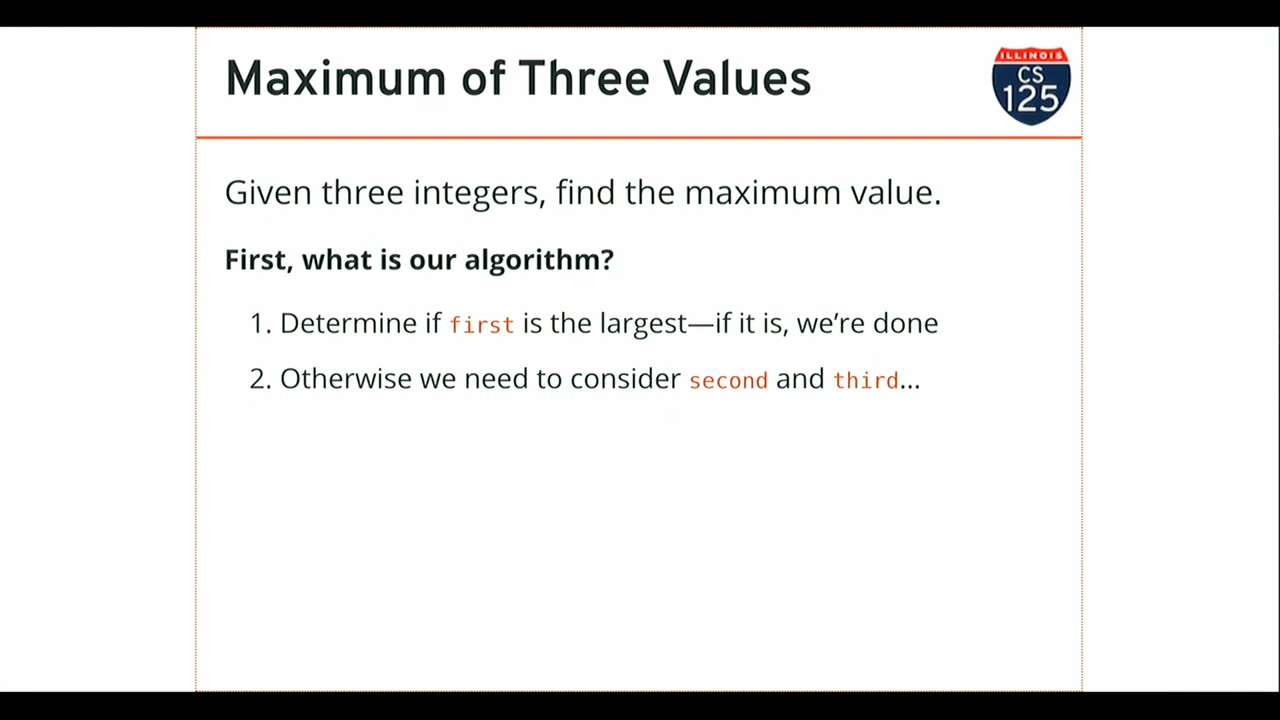 Maximum of Three Values
ILLINOIS
CS
125
Given three integers, find the maximum value.
First, what is our algorithm?
1. Determine if first is the largest—if it is, we’re done
2. Otherwise we need to consider second and third...